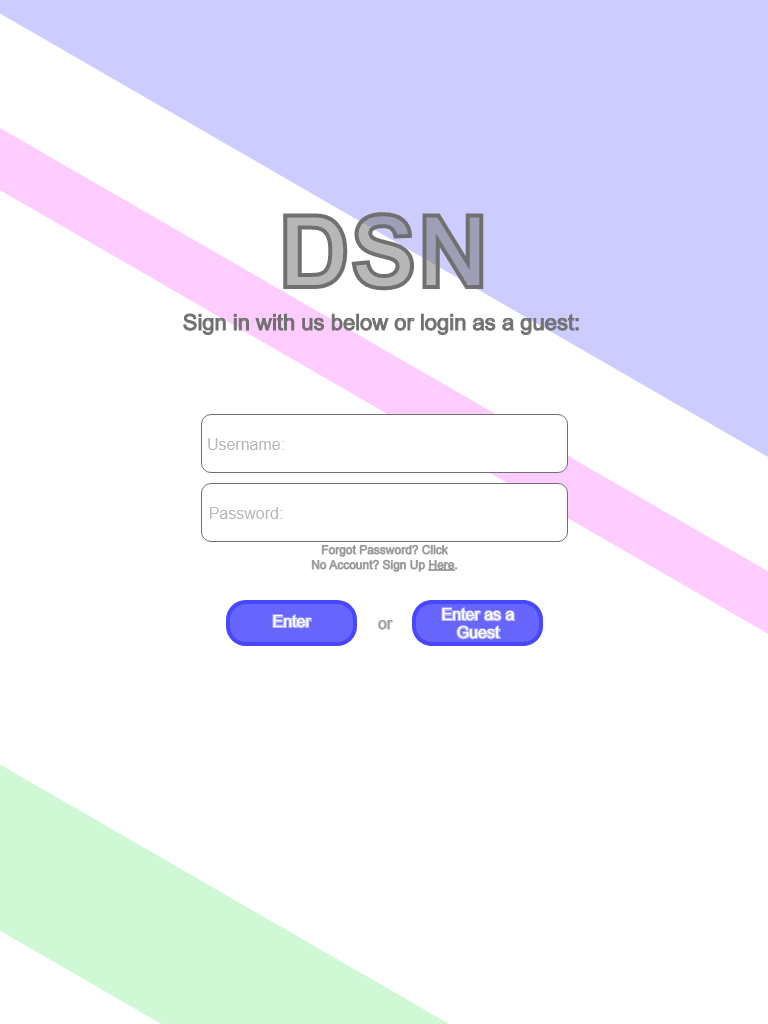 DSN
Sign in with us below or login as a guest:
Username:
Password:
Forgot Password? Click
No Account? Sign Up Here.
Enter
or
Enter as a
Guest